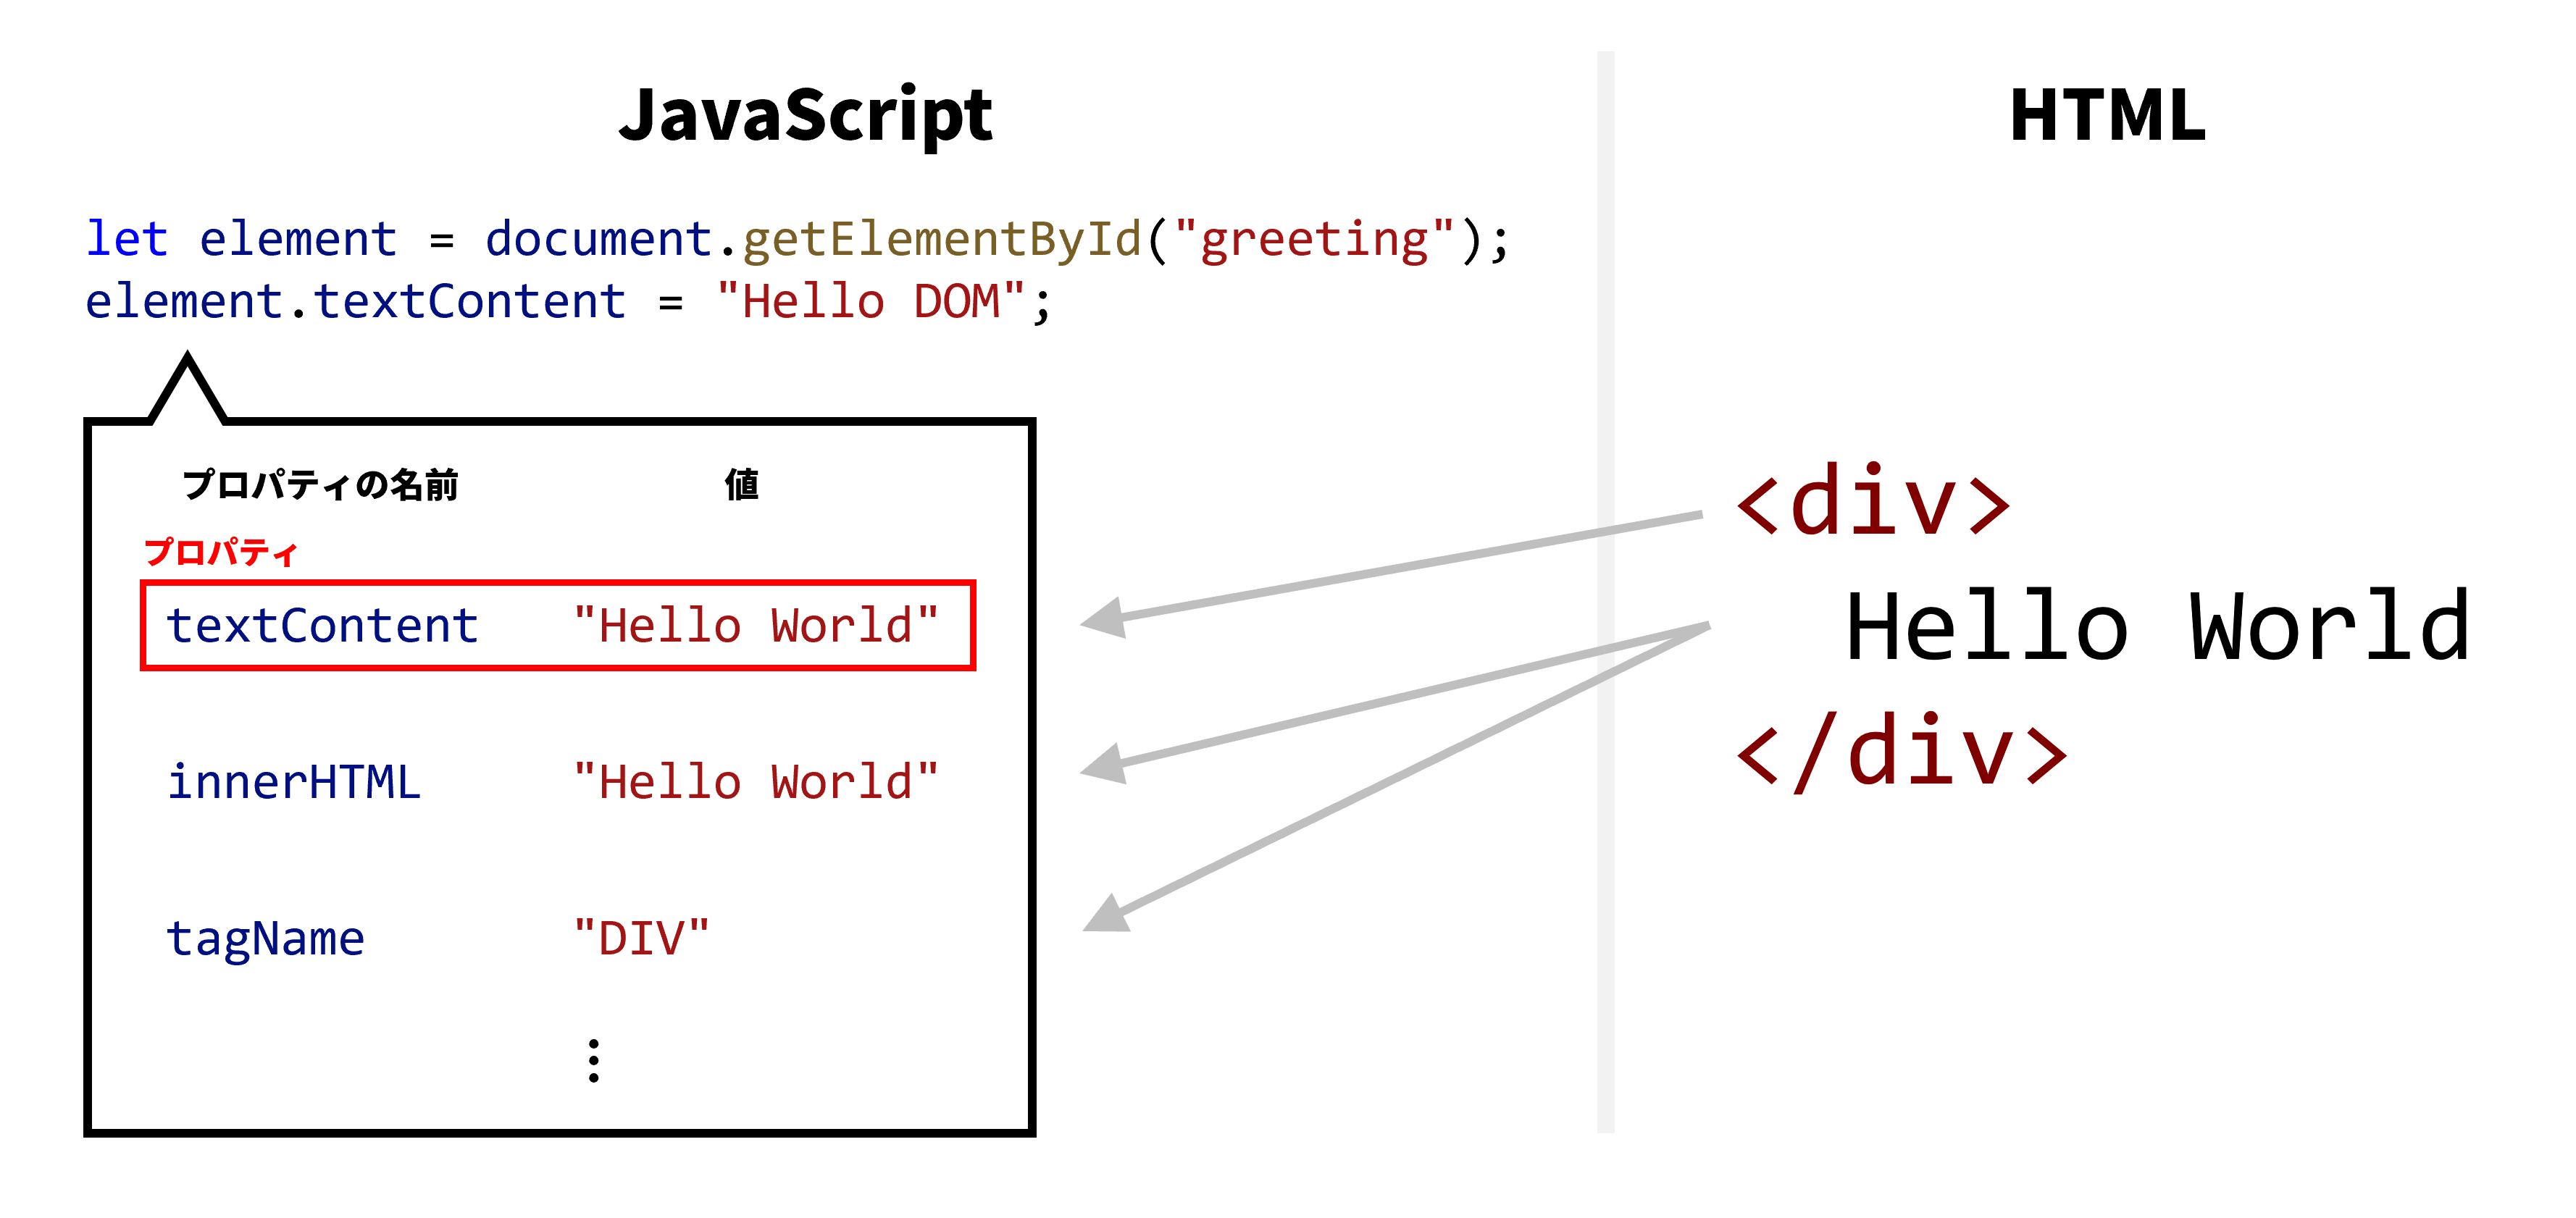 JavaScript
let element = document.getElementById("greeting");
element.textContent = "Hello DOM";
プロパティの名前 値
プロパティ
textContent "Hello World"
innerHTML "Hello World"
tagName "DIV"
⋮
HTML
<div>
Hello World
</div>